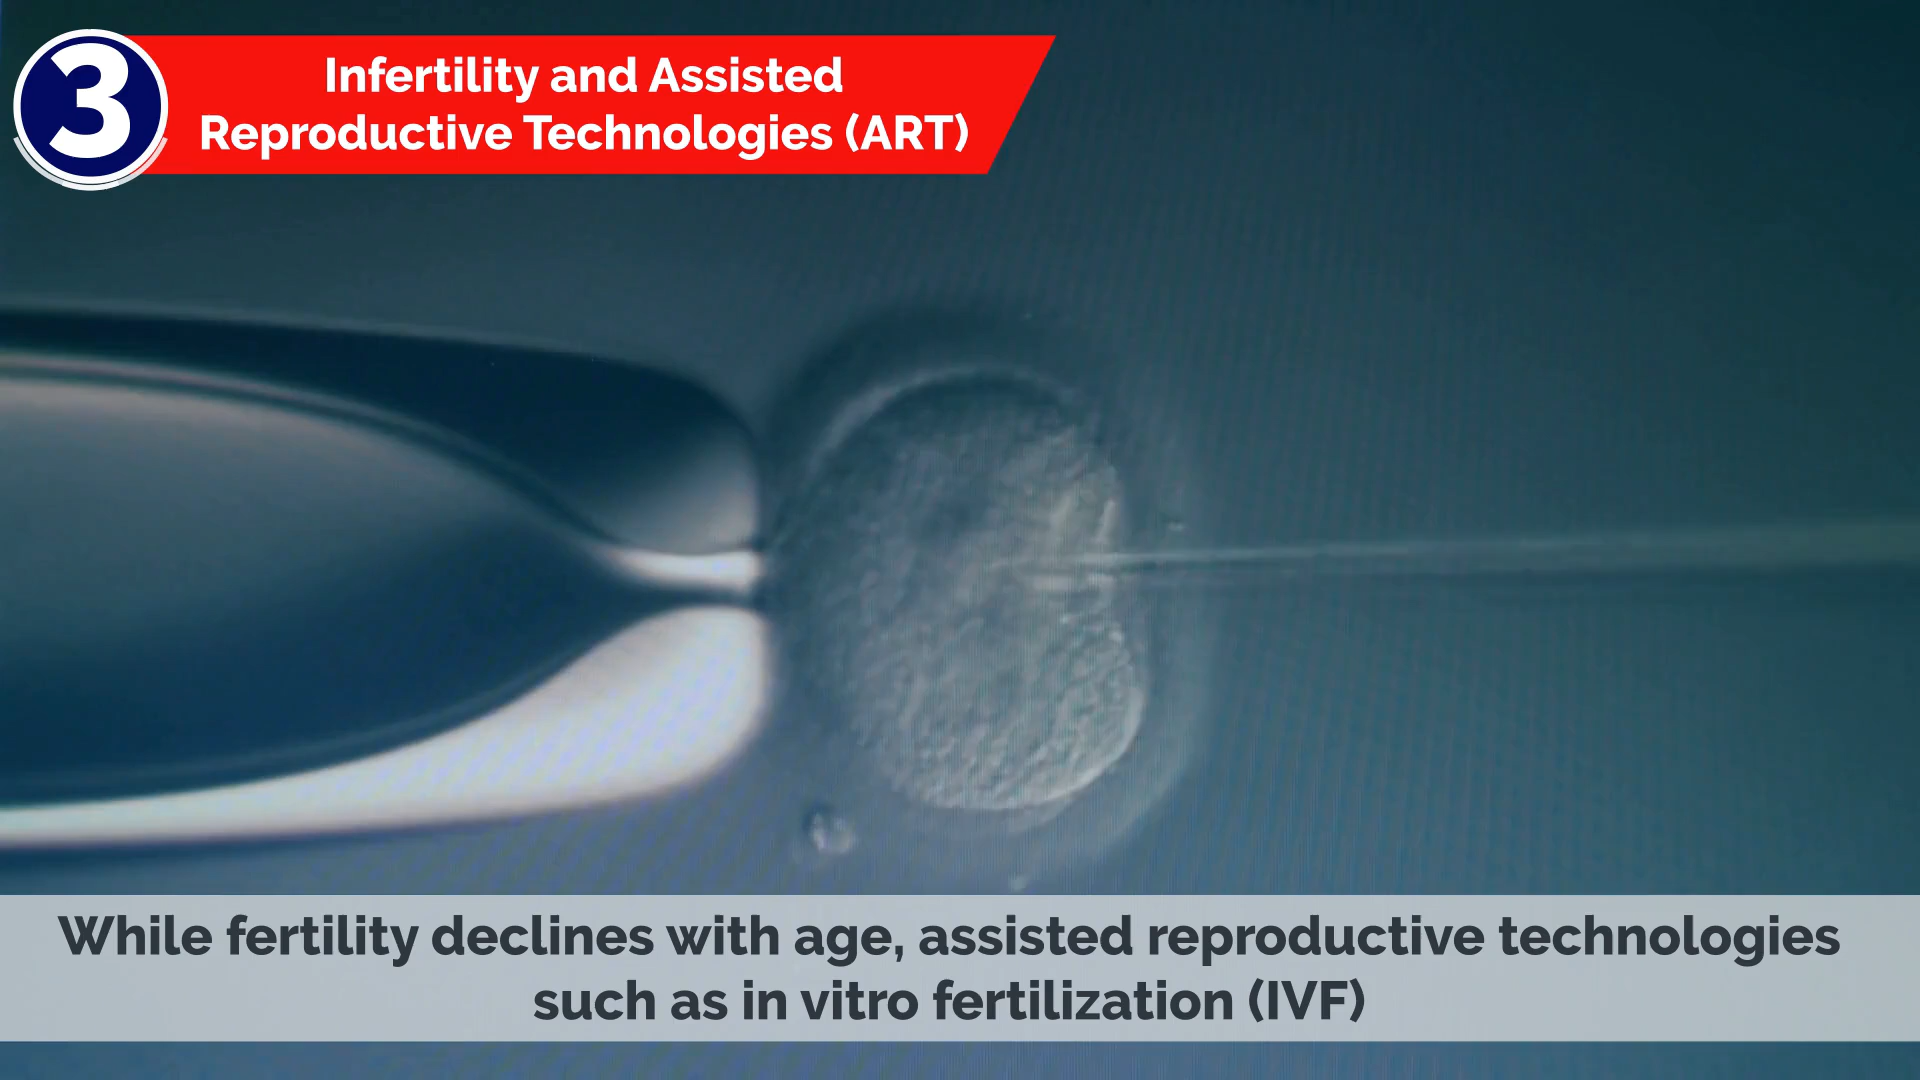 3
Infertility and Assisted
Reproductive Technologies (ART)
While fertility declines with age, assisted reproductive technologies
such as in vitro fertilization (IVF)